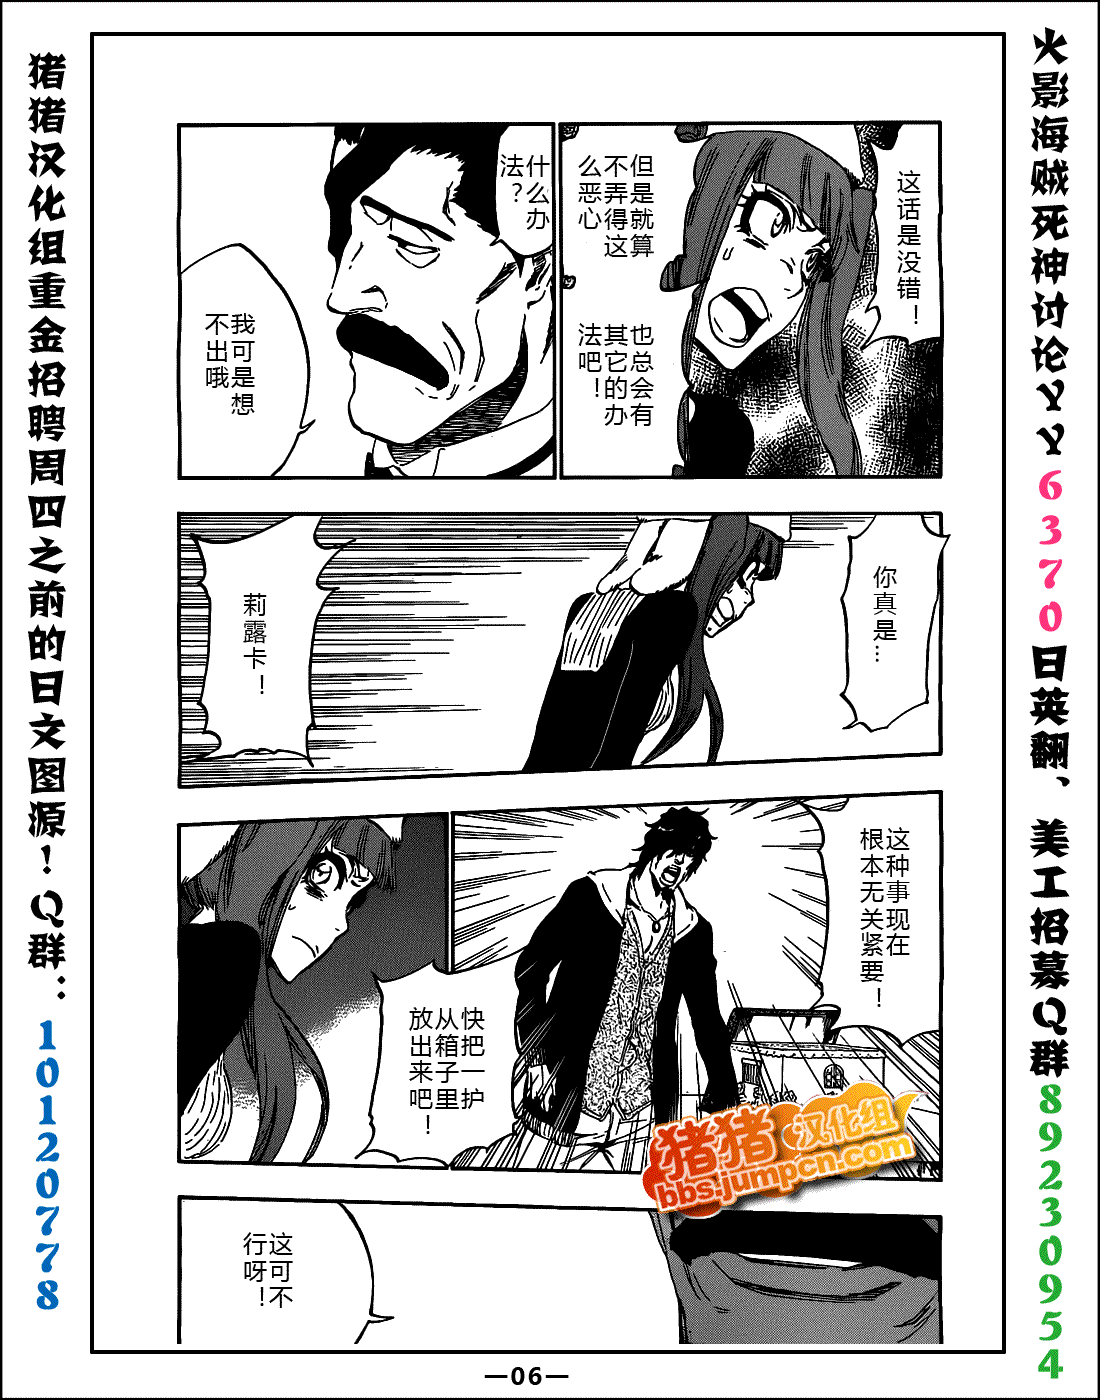 火影海贼死神讨论YY6370日英翻、美工招募Q群89230954
这话是没错！
但是就算
不弄得这
么恶心
也总会有
其它的办
法吧！
什么办
法？
我可是想
不出哦
你真是…
莉露卡！
这种事现在
根本无关紧要！
快把一护
从箱子里
放出来吧！
这可不
行呀！
猪猪汉化组
bbs.jumpcn.com
猪猪汉化组重金招聘周四之前的日文图源！Q群：101220778
—06—